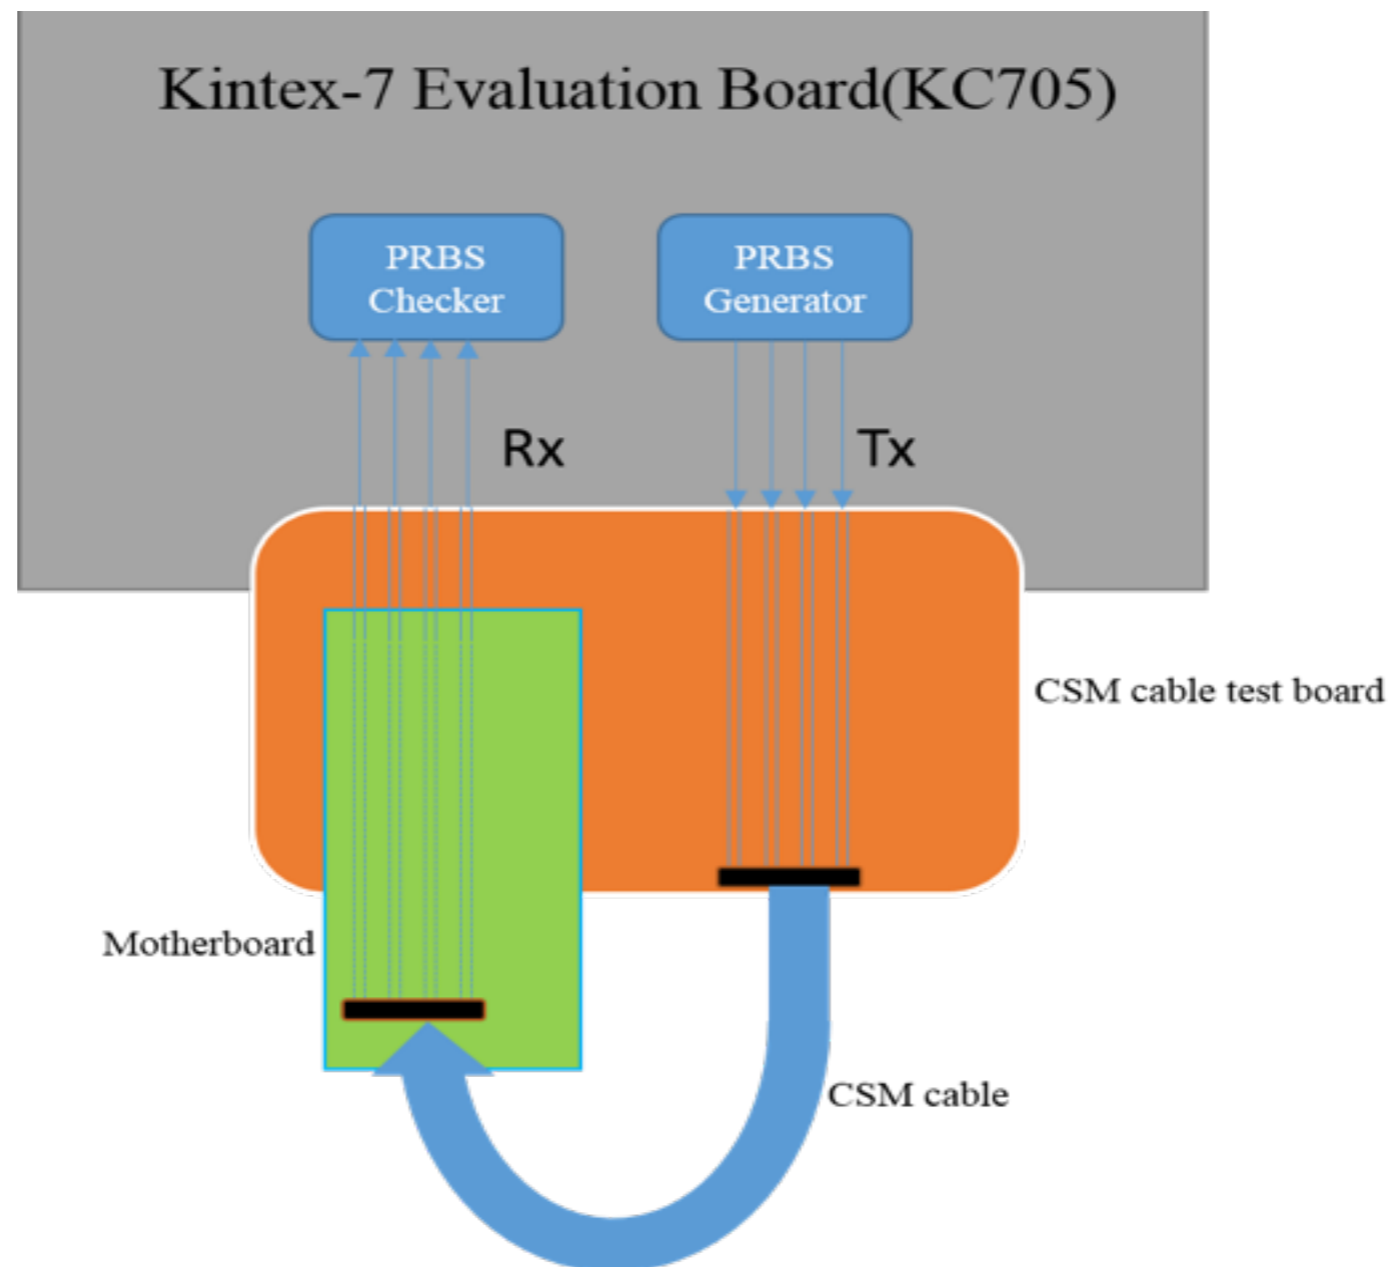 Kintex-7 Evaluation Board(KC705)
PRBS
Checker
PRBS
Generator
Rx
Tx
CSM cable test board
Motherboard
CSM cable